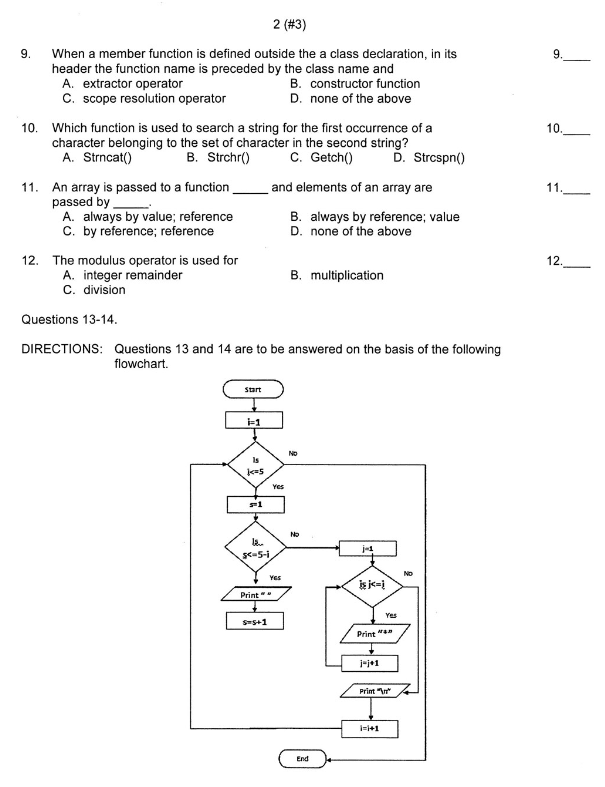 2 (#3)
9. When a member function is defined outside the a class declaration, in its 9.____
header the function name is preceded by the class name and
A. extractor operator B. constructor function
C. scope resolution operator D. none of the above
10. Which function is used to search a string for the first occurrence of a 10.____
character belonging to the set of character in the second string?
A. Strncat() B. Strchr() C. Getch() D. Strcspn()
11. An array is passed to a function _____ and elements of an array are 11.____
passed by _____.
A. always by value; reference B. always by reference; value
C. by reference; reference D. none of the above
12. The modulus operator is used for 12.____
A. integer remainder B. multiplication
C. division
Questions 13-14.
DIRECTIONS: Questions 13 and 14 are to be answered on the basis of the following
flowchart.
Start
i=1
Is
i<=5
No
Yes
s=1
Is
s<=5-i
No
Yes
Print " "
s=s+1
j=1
is j<=i
No
Yes
Print "*"
j=j+1
Print "\n"
i=i+1
End